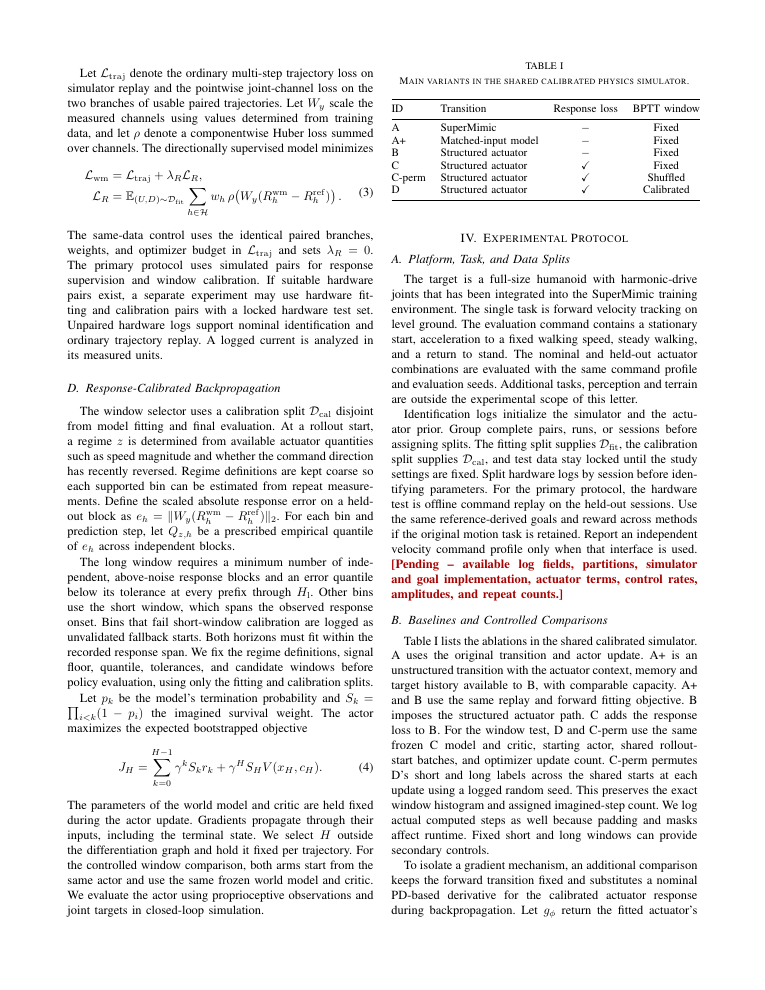 Let ℒ_traj denote the ordinary multi-step trajectory loss on
simulator replay and the pointwise joint-channel loss on the
two branches of usable paired trajectories. Let W_y scale the
measured channels using values determined from training
data, and let ρ denote a componentwise Huber loss summed
over channels. The directionally supervised model minimizes
ℒ_wm = ℒ_traj + λ_R ℒ_R,
ℒ_R = 𝔼_{(U,D)∼𝒟_fit} ∑_{h∈ℋ} w_h ρ(W_y(R_h^wm − R_h^ref)). (3)
The same-data control uses the identical paired branches,
weights, and optimizer budget in ℒ_traj and sets λ_R = 0.
The primary protocol uses simulated pairs for response
supervision and window calibration. If suitable hardware
pairs exist, a separate experiment may use hardware fit-
ting and calibration pairs with a locked hardware test set.
Unpaired hardware logs support nominal identification and
ordinary trajectory replay. A logged current is analyzed in
its measured units.
D. Response-Calibrated Backpropagation
The window selector uses a calibration split 𝒟_cal disjoint
from model fitting and final evaluation. At a rollout start,
a regime z is determined from available actuator quantities
such as speed magnitude and whether the command direction
has recently reversed. Regime definitions are kept coarse so
each supported bin can be estimated from repeat measure-
ments. Define the scaled absolute response error on a held-
out block as e_h = ‖W_y(R_h^wm − R_h^ref)‖_2. For each bin and
prediction step, let Q_{z,h} be a prescribed empirical quantile
of e_h across independent blocks.
The long window requires a minimum number of inde-
pendent, above-noise response blocks and an error quantile
below its tolerance at every prefix through H_l. Other bins
use the short window, which spans the observed response
onset. Bins that fail short-window calibration are logged as
unvalidated fallback starts. Both horizons must fit within the
recorded response span. We fix the regime definitions, signal
floor, quantile, tolerances, and candidate windows before
policy evaluation, using only the fitting and calibration splits.
Let p_k be the model's termination probability and S_k =
∏_{i<k}(1 − p_i) the imagined survival weight. The actor
maximizes the expected bootstrapped objective
J_H = ∑_{k=0}^{H−1} γ^k S_k r_k + γ^H S_H V(x_H, c_H). (4)
The parameters of the world model and critic are held fixed
during the actor update. Gradients propagate through their
inputs, including the terminal state. We select H outside
the differentiation graph and hold it fixed per trajectory. For
the controlled window comparison, both arms start from the
same actor and use the same frozen world model and critic.
We evaluate the actor using proprioceptive observations and
joint targets in closed-loop simulation.
TABLE I
MAIN VARIANTS IN THE SHARED CALIBRATED PHYSICS SIMULATOR.
ID Transition Response loss BPTT window
A SuperMimic – Fixed
A+ Matched-input model – Fixed
B Structured actuator – Fixed
C Structured actuator ✓ Fixed
C-perm Structured actuator ✓ Shuffled
D Structured actuator ✓ Calibrated
IV. EXPERIMENTAL PROTOCOL
A. Platform, Task, and Data Splits
The target is a full-size humanoid with harmonic-drive
joints that has been integrated into the SuperMimic training
environment. The single task is forward velocity tracking on
level ground. The evaluation command contains a stationary
start, acceleration to a fixed walking speed, steady walking,
and a return to stand. The nominal and held-out actuator
combinations are evaluated with the same command profile
and evaluation seeds. Additional tasks, perception and terrain
are outside the experimental scope of this letter.
Identification logs initialize the simulator and the actu-
ator prior. Group complete pairs, runs, or sessions before
assigning splits. The fitting split supplies 𝒟_fit, the calibration
split supplies 𝒟_cal, and test data stay locked until the study
settings are fixed. Split hardware logs by session before iden-
tifying parameters. For the primary protocol, the hardware
test is offline command replay on the held-out sessions. Use
the same reference-derived goals and reward across methods
if the original motion task is retained. Report an independent
velocity command profile only when that interface is used.
[Pending – available log fields, partitions, simulator
and goal implementation, actuator terms, control rates,
amplitudes, and repeat counts.]
B. Baselines and Controlled Comparisons
Table I lists the ablations in the shared calibrated simulator.
A uses the original transition and actor update. A+ is an
unstructured transition with the actuator context, memory and
target history available to B, with comparable capacity. A+
and B use the same replay and forward fitting objective. B
imposes the structured actuator path. C adds the response
loss to B. For the window test, D and C-perm use the same
frozen C model and critic, starting actor, shared rollout-
start batches, and optimizer update count. C-perm permutes
D's short and long labels across the shared starts at each
update using a logged random seed. This preserves the exact
window histogram and assigned imagined-step count. We log
actual computed steps as well because padding and masks
affect runtime. Fixed short and long windows can provide
secondary controls.
To isolate a gradient mechanism, an additional comparison
keeps the forward transition fixed and substitutes a nominal
PD-based derivative for the calibrated actuator response
during backpropagation. Let g_ϕ return the fitted actuator's